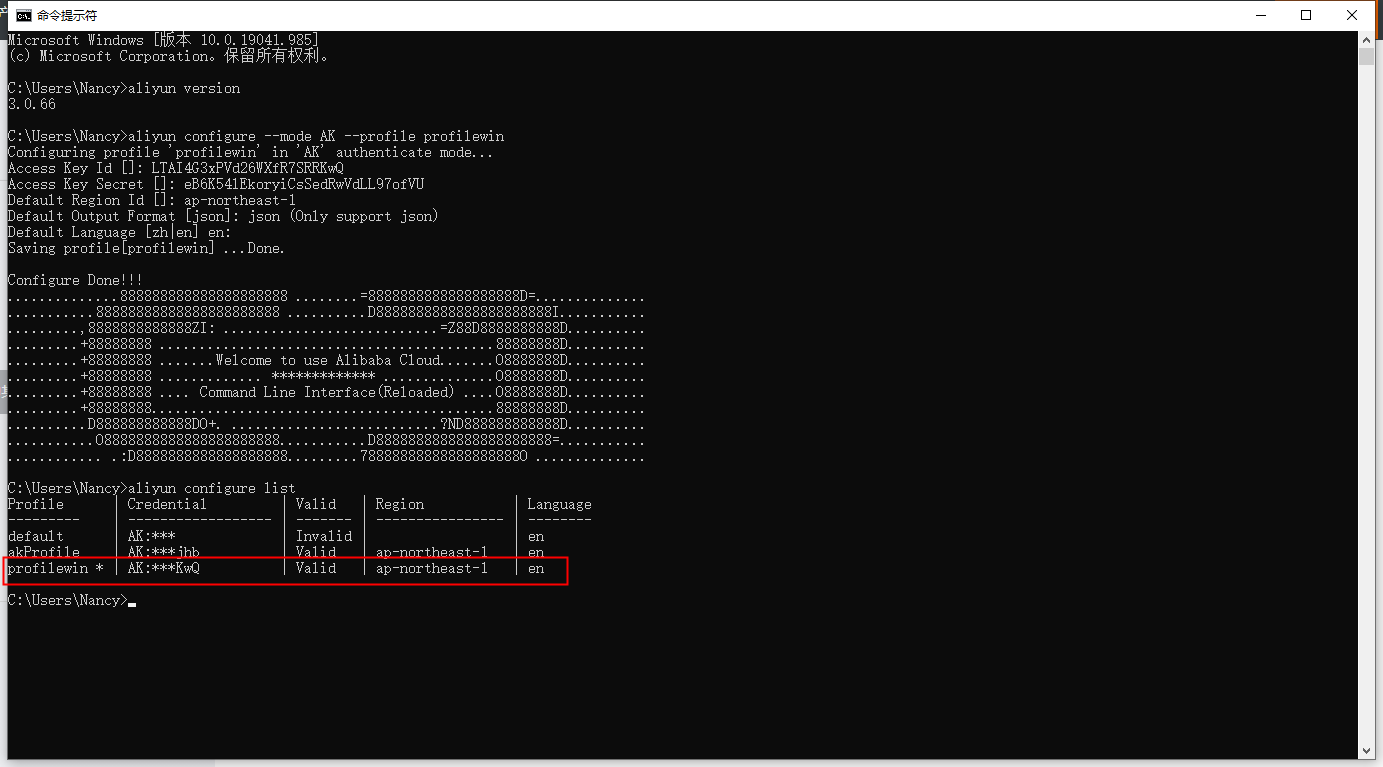 命令提示符
Microsoft Windows [版本 10.0.19041.985]
(c) Microsoft Corporation。保留所有权利。
C:\Users\Nancy>aliyun version
3.0.66
C:\Users\Nancy>aliyun configure --mode AK --profile profilewin
Configuring profile 'profilewin' in 'AK' authenticate mode...
Access Key Id []: LTAI4G3xPVd26WXfR7SRRKwQ
Access Key Secret []: eB6K541EkoryiCsSedRwVdLL97ofVU
Default Region Id []: ap-northeast-1
Default Output Format [json]: json (Only support json)
Default Language [zh|en] en:
Saving profile[profilewin] ...Done.
Configure Done!!!
..............888888888888888888888 ........=8888888888888888888D=..............
...........88888888888888888888888 ..........D8888888888888888888888I...........
.........,8888888888888ZI: ...........................=Z88D8888888888D..........
.........+88888888 ..........................................88888888D..........
.........+88888888 .......Welcome to use Alibaba Cloud.......O8888888D..........
.........+88888888 ............. ************* ..............O8888888D..........
.........+88888888 .... Command Line Interface(Reloaded) ....O8888888D..........
.........+88888888...........................................88888888D..........
..........D888888888888DO+. ..........................?ND888888888888D..........
...........O8888888888888888888888...........D8888888888888888888888=...........
............ .:D8888888888888888888.........78888888888888888888O ..............
C:\Users\Nancy>aliyun configure list
Profile | Credential | Valid | Region | Language
--------- | ------------------ | ------- | ---------------- | --------
default | AK:*** | Invalid | | en
akProfile | AK:***jhb | Valid | ap-northeast-1 | en
profilewin * | AK:***KwQ | Valid | ap-northeast-1 | en
C:\Users\Nancy>